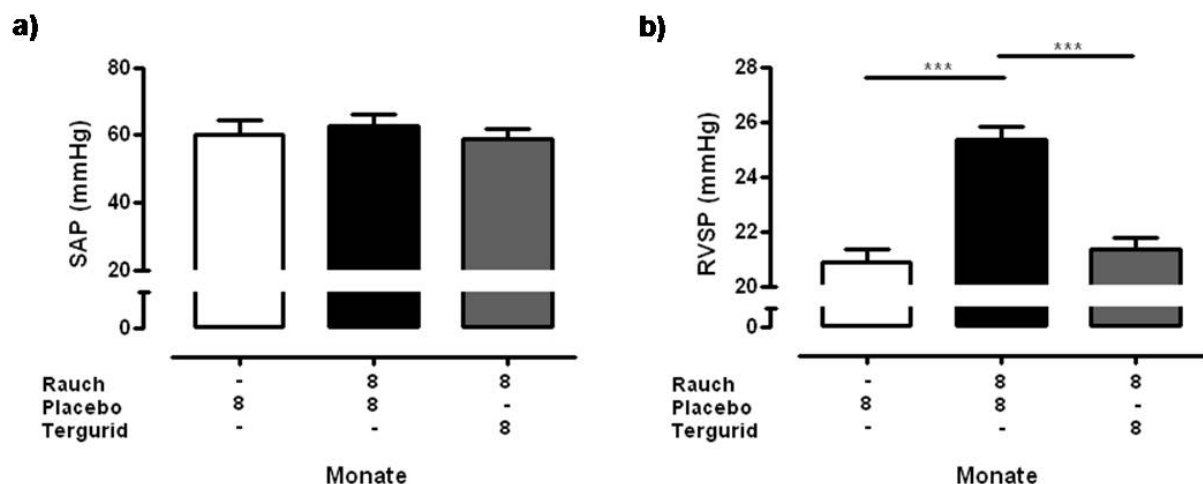 a)
SAP (mmHg)
80
60
40
20
0
Rauch - 8 8
Placebo 8 8 -
Tergurid - - 8
Monate
b)
RVSP (mmHg)
***
***
28
26
24
22
20
0
Rauch - 8 8
Placebo 8 8 -
Tergurid - - 8
Monate